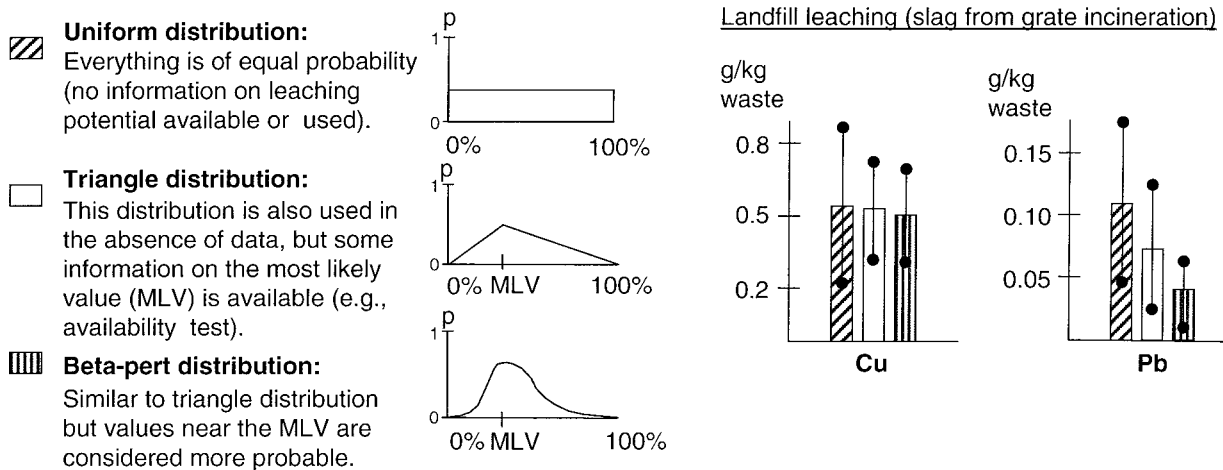 Uniform distribution:
Everything is of equal probability
(no information on leaching
potential available or used).
p
1
0
0%
100%
Triangle distribution:
This distribution is also used in
the absence of data, but some
information on the most likely
value (MLV) is available (e.g.,
availability test).
p
1
0
0% MLV
100%
Beta-pert distribution:
Similar to triangle distribution
but values near the MLV are
considered more probable.
p
1
0
0% MLV
100%
Landfill leaching (slag from grate incineration)
g/kg
waste
0.8
0.5
0.2
Cu
g/kg
waste
0.15
0.10
0.05
Pb